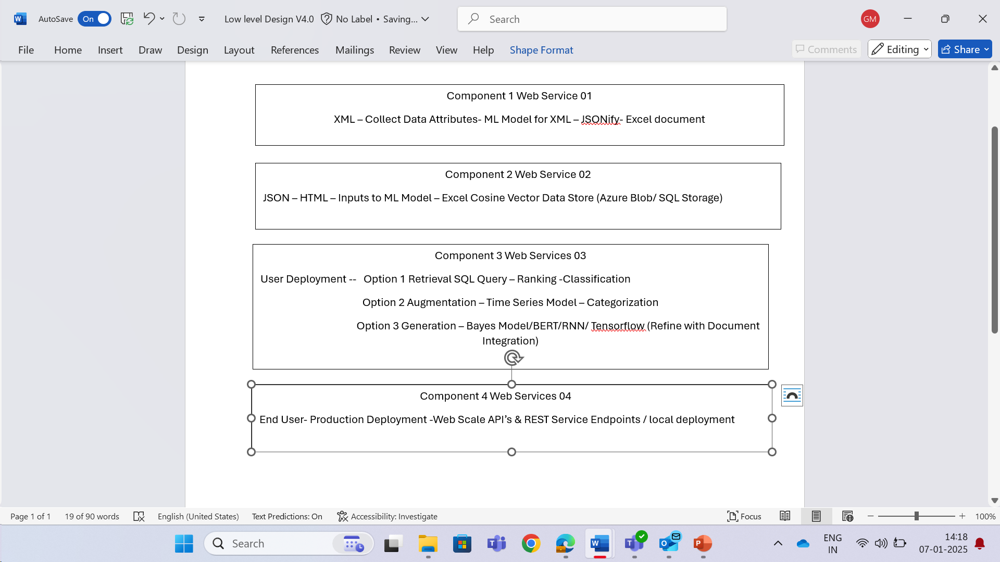 AutoSave On Low level Design V4.0 No Label • Saving... Search GM
File Home Insert Draw Design Layout References Mailings Review View Help Shape Format Comments Editing Share
Component 1 Web Service 01
XML – Collect Data Attributes- ML Model for XML – JSONify- Excel document
Component 2 Web Service 02
JSON – HTML – Inputs to ML Model – Excel Cosine Vector Data Store (Azure Blob/ SQL Storage)
Component 3 Web Services 03
User Deployment -- Option 1 Retrieval SQL Query – Ranking -Classification
Option 2 Augmentation – Time Series Model – Categorization
Option 3 Generation – Bayes Model/BERT/RNN/ Tensorflow (Refine with Document
Integration)
Component 4 Web Services 04
End User- Production Deployment -Web Scale API’s & REST Service Endpoints / local deployment
Page 1 of 1 19 of 90 words English (United States) Text Predictions: On Accessibility: Investigate Focus 100%
Search ENG 14:18
IN 07-01-2025